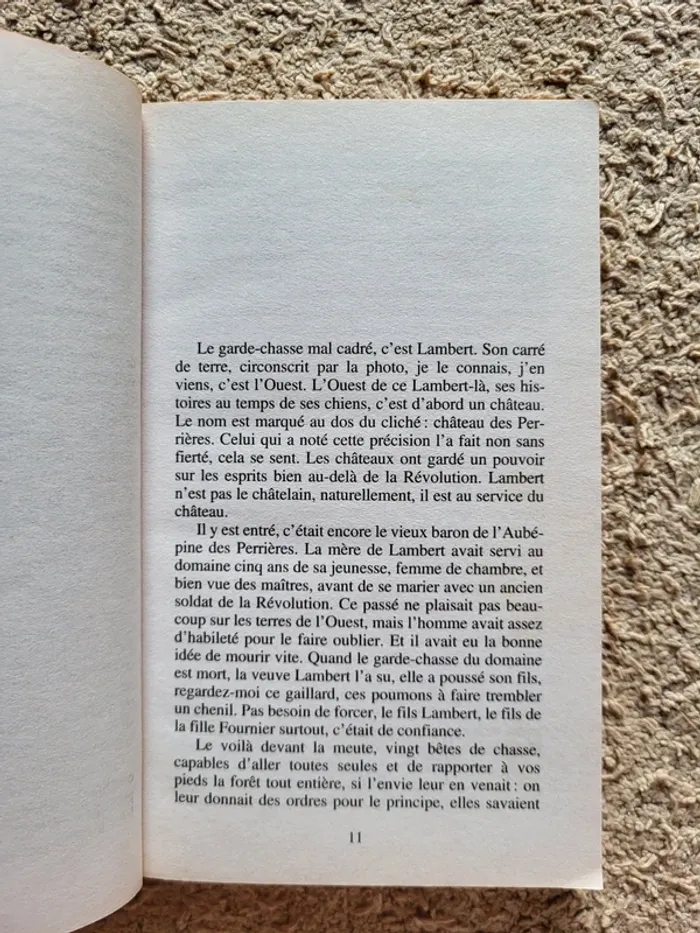 Le garde-chasse mal cadré, c'est Lambert. Son carré
de terre, circonscrit par la photo, je le connais, j'en
viens, c'est l'Ouest. L'Ouest de ce Lambert-là, ses his-
toires au temps de ses chiens, c'est d'abord un château.
Le nom est marqué au dos du cliché : château des Per-
rières. Celui qui a noté cette précision l'a fait non sans
fierté, cela se sent. Les châteaux ont gardé un pouvoir
sur les esprits bien au-delà de la Révolution. Lambert
n'est pas le châtelain, naturellement, il est au service du
château.
Il y est entré, c'était encore le vieux baron de l'Aubé-
pine des Perrières. La mère de Lambert avait servi au
domaine cinq ans de sa jeunesse, femme de chambre, et
bien vue des maîtres, avant de se marier avec un ancien
soldat de la Révolution. Ce passé ne plaisait pas beau-
coup sur les terres de l'Ouest, mais l'homme avait assez
d'habileté pour le faire oublier. Et il avait eu la bonne
idée de mourir vite. Quand le garde-chasse du domaine
est mort, la veuve Lambert l'a su, elle a poussé son fils,
regardez-moi ce gaillard, ces poumons à faire trembler
un chenil. Pas besoin de forcer, le fils Lambert, le fils de
la fille Fournier surtout, c'était de confiance.
Le voilà devant la meute, vingt bêtes de chasse,
capables d'aller toutes seules et de rapporter à vos
pieds la forêt tout entière, si l'envie leur en venait : on
leur donnait des ordres pour le principe, elles savaient
11